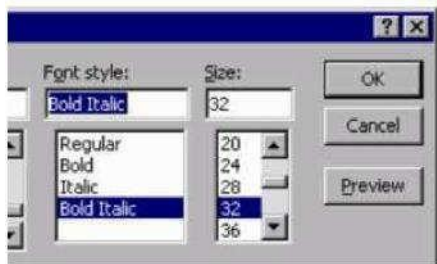 Font style:
Size:
Bold Italic
32
OK
Regular
Bold
Italic
Bold Italic
20
24
28
32
36
Cancel
Preview